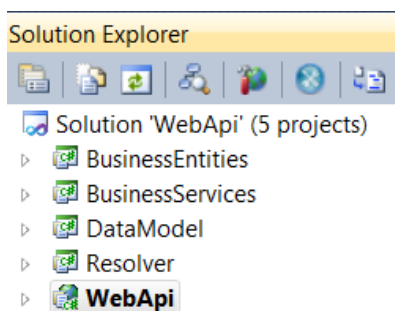 Solution Explorer
Solution 'WebApi' (5 projects)
BusinessEntities
BusinessServices
DataModel
Resolver
WebApi